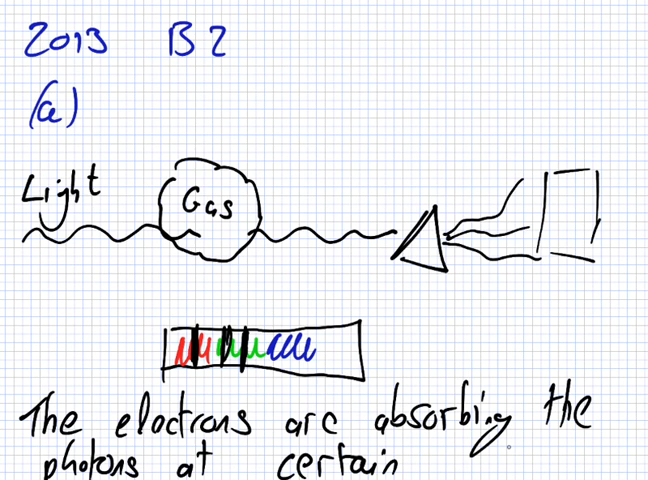 2013 B2
(a)
Light
Gas
The electrons are absorbing the
photons at certain